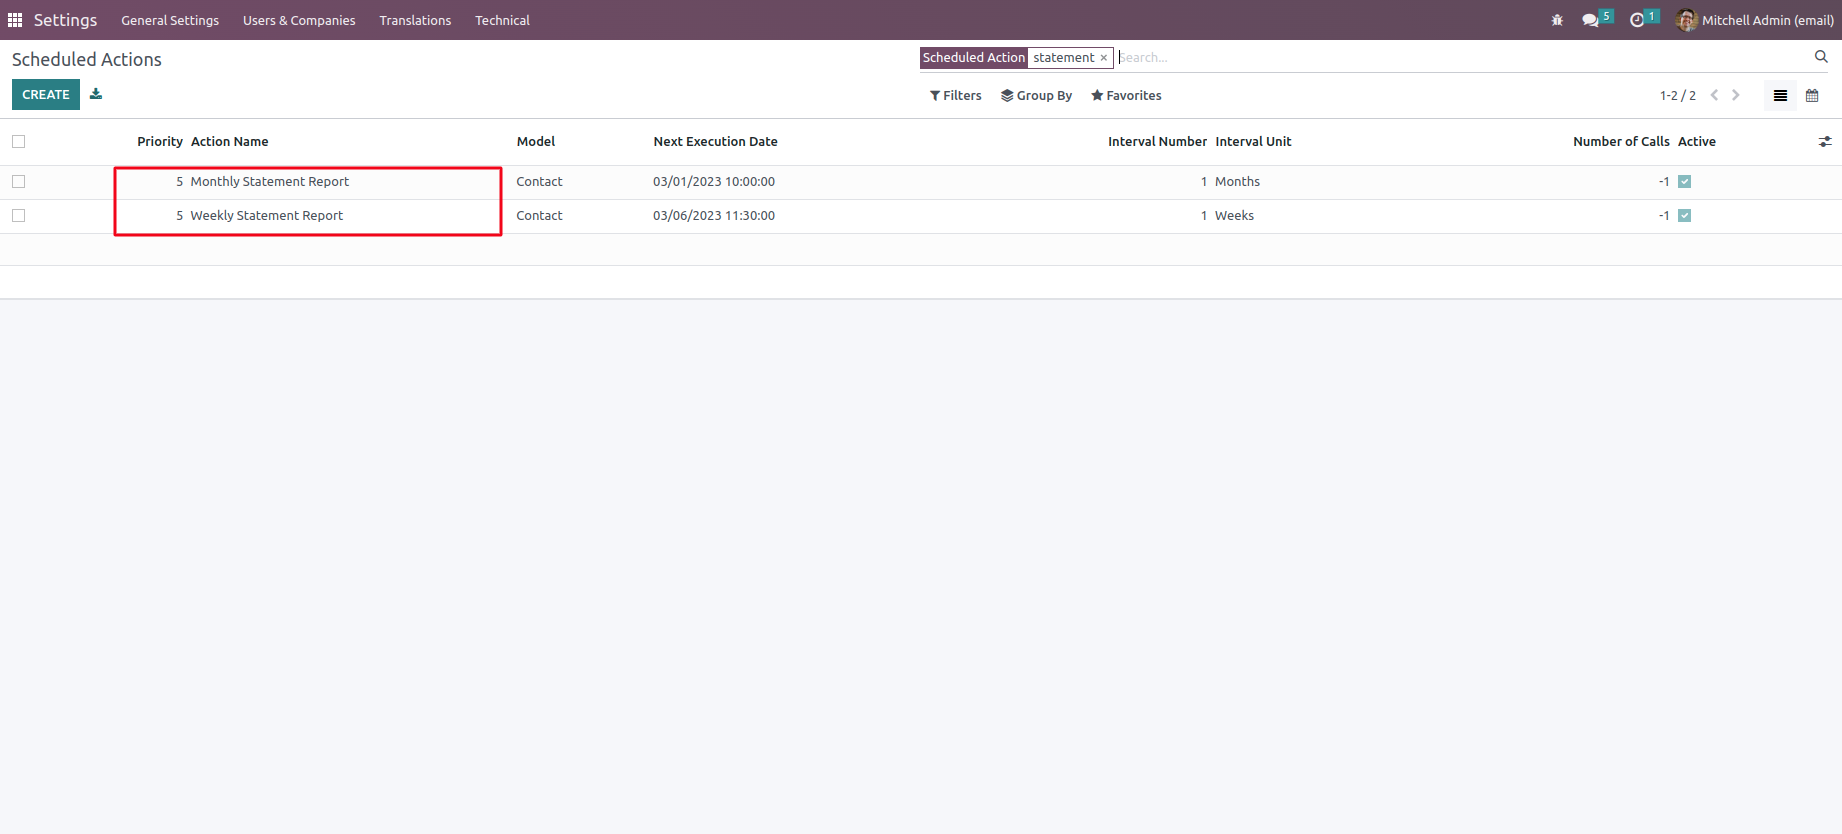 Settings General Settings Users & Companies Translations Technical 5 1 Mitchell Admin (email)
Scheduled Actions Scheduled Action statement × Search...
CREATE Filters Group By Favorites 1-2 / 2
Priority Action Name Model Next Execution Date Interval Number Interval Unit Number of Calls Active
5 Monthly Statement Report Contact 03/01/2023 10:00:00 1 Months -1
5 Weekly Statement Report Contact 03/06/2023 11:30:00 1 Weeks -1